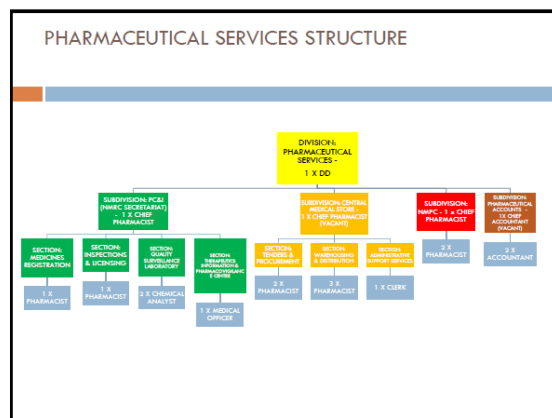 PHARMACEUTICAL SERVICES STRUCTURE
DIVISION:
PHARMACEUTICAL
SERVICES -
1 X DD
SUBDIVISION: PC&I
(NMRC SECRETARIAT)
- 1 X CHIEF
PHARMACIST
SUBDIVISION: CENTRAL
MEDICAL STORE -
1 X CHIEF PHARMACIST
(VACANT)
SUBDIVISION:
NMPC - 1 x CHIEF
PHARMACIST
SUBDIVISION:
PHARMACEUTICAL
ACCOUNTS -
1X CHIEF
ACCOUNTANT
(VACANT)
SECTION:
MEDICINES
REGISTRATION
SECTION:
INSPECTIONS
& LICENSING
SECTION:
QUALITY
SURVEILLANCE
LABORATORY
SECTION:
THERAPEUTICS
INFORMATION &
PHARMACOVIGILANC
E CENTRE
SECTION:
TENDERS &
PROCUREMENT
SECTION:
WAREHOUSING
& DISTRIBUTION
SECTION:
ADMINISTRATIVE
SUPPORT SERVICES
2 X
PHARMACIST
3 X
ACCOUNTANT
1 X
PHARMACIST
1 X
PHARMACIST
2 X CHEMICAL
ANALYST
1 X MEDICAL
OFFICER
2 X
PHARMACIST
3 X
PHARMACIST
1 X CLERK